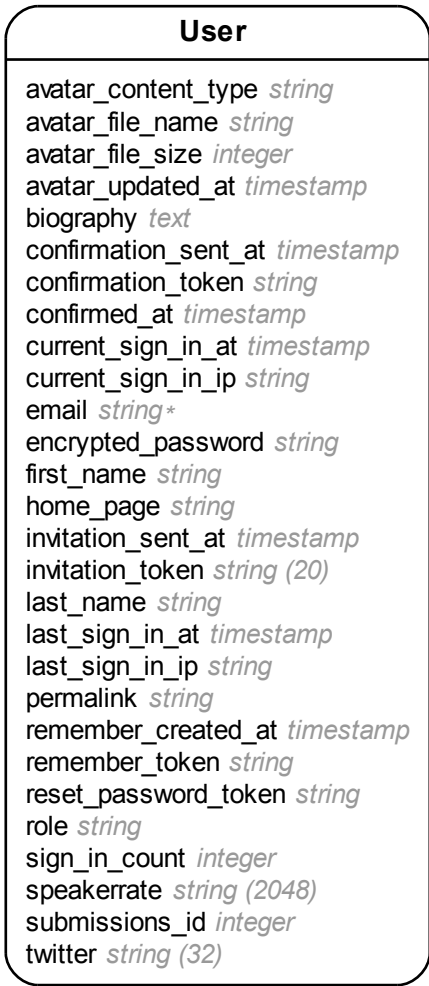 User
avatar_content_type string
avatar_file_name string
avatar_file_size integer
avatar_updated_at timestamp
biography text
confirmation_sent_at timestamp
confirmation_token string
confirmed_at timestamp
current_sign_in_at timestamp
current_sign_in_ip string
email string*
encrypted_password string
first_name string
home_page string
invitation_sent_at timestamp
invitation_token string (20)
last_name string
last_sign_in_at timestamp
last_sign_in_ip string
permalink string
remember_created_at timestamp
remember_token string
reset_password_token string
role string
sign_in_count integer
speakerrate string (2048)
submissions_id integer
twitter string (32)